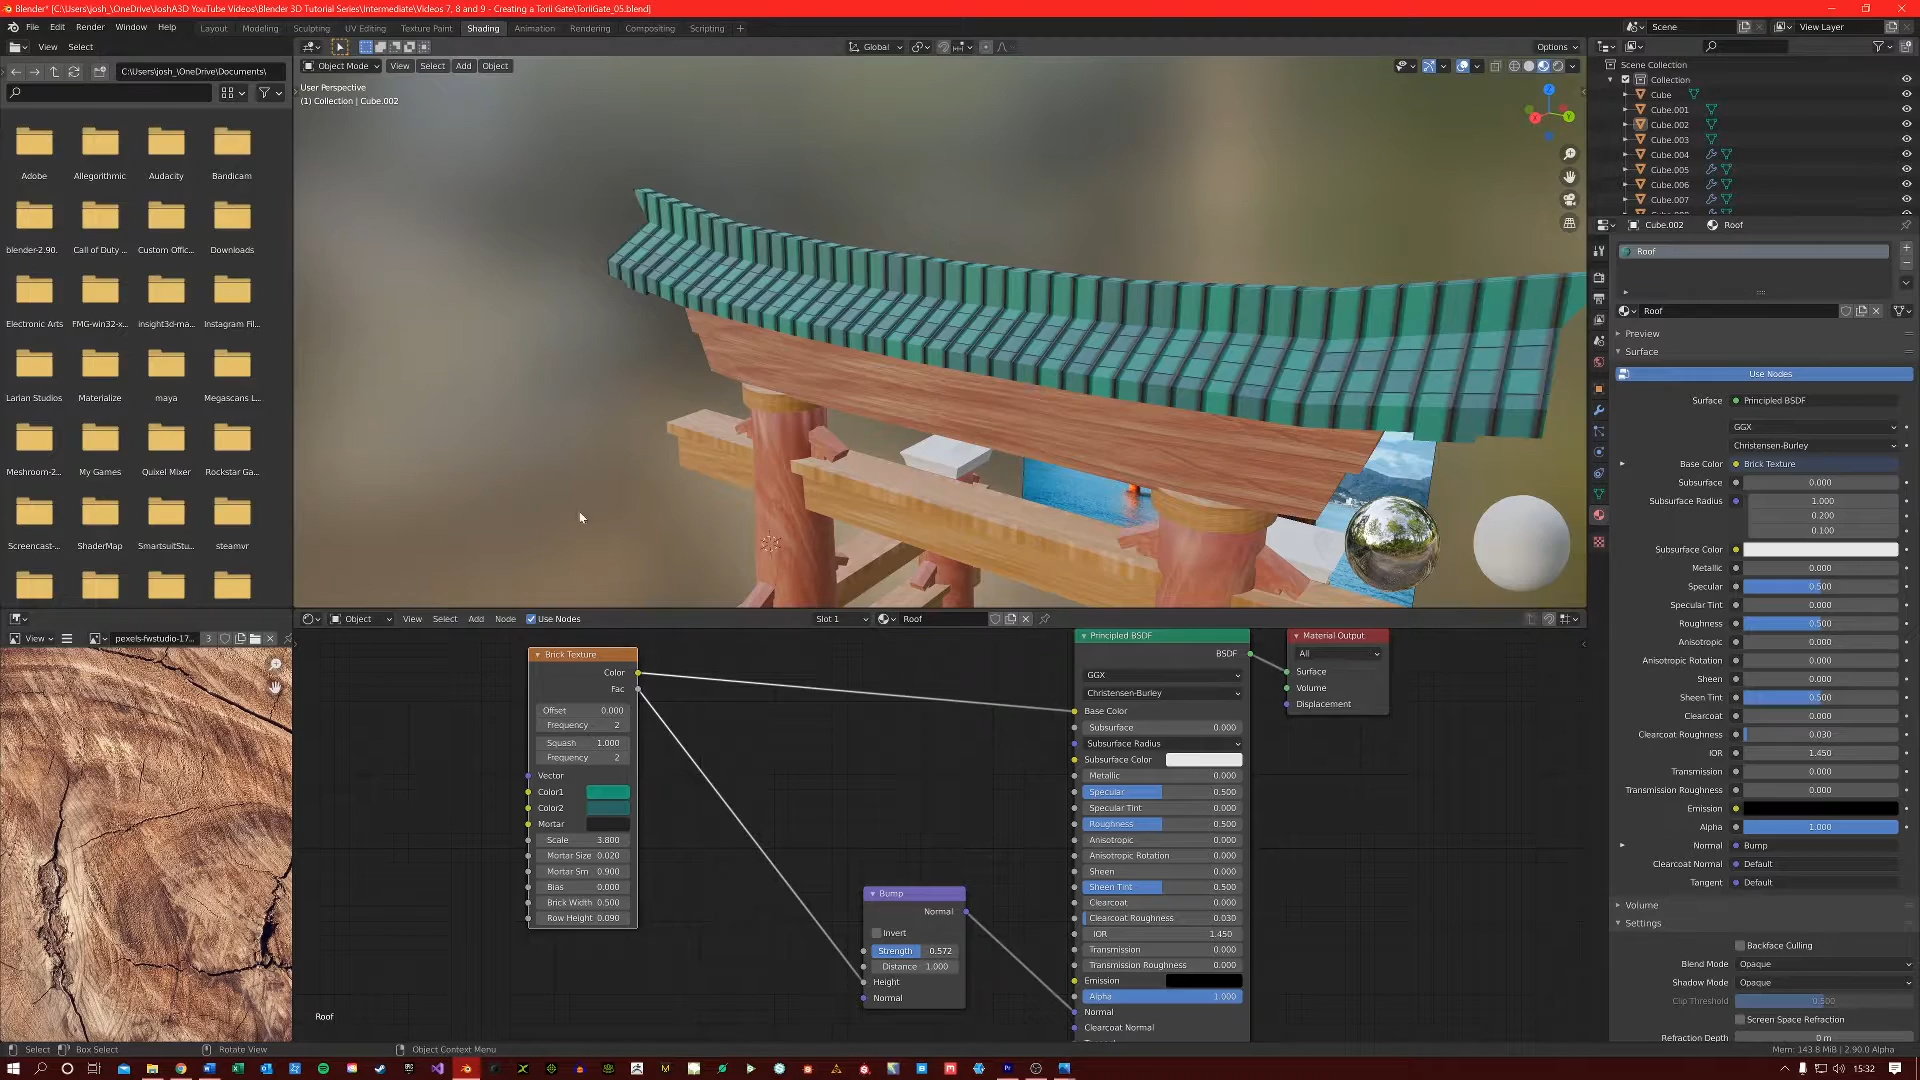 Blender* [C:\Users\josh_\OneDrive\JoshA3D YouTube Videos\Blender 3D Tutorial Series\Intermediate\Videos 7, 8 and 9 - Creating a Torii Gate\ToriiGate_05.blend]
File Edit Render Window Help
Layout Modeling Sculpting UV Editing Texture Paint Shading Animation Rendering Compositing Scripting +
Scene
View Layer
View Select
Global
Options
C:\Users\josh_\OneDrive\Documents\
Object Mode View Select Add Object
User Perspective
(1) Collection | Cube.002
Adobe Allegorithmic Audacity Bandicam
blender-2.90. Call of Duty ... Custom Offic... Downloads
Electronic Arts FMG-win32-x... insight3d-ma... Instagram Fil...
Larian Studios Materialize maya Megascans L...
Meshroom-2... My Games Quixel Mixer Rockstar Ga...
Screencast-... ShaderMap SmartsuitStu... steamvr
X
Y
Z
Scene Collection
Collection
Cube
Cube.001
Cube.002
Cube.003
Cube.004
Cube.005
Cube.006
Cube.007
Cube.002 Roof
Roof
Roof
Preview
Surface
Use Nodes
Surface Principled BSDF
GGX
Christensen-Burley
Base Color Brick Texture
Subsurface 0.000
Subsurface Radius 1.000
0.200
0.100
Subsurface Color
Metallic 0.000
Specular 0.500
Specular Tint 0.000
Roughness 0.500
Anisotropic 0.000
Anisotropic Rotation 0.000
Sheen 0.000
Sheen Tint 0.500
Clearcoat 0.000
Clearcoat Roughness 0.030
IOR 1.450
Transmission 0.000
Transmission Roughness 0.000
Emission
Alpha 1.000
Normal Bump
Clearcoat Normal Default
Tangent Default
Volume
Settings
Backface Culling
Blend Mode Opaque
Shadow Mode Opaque
Clip Threshold 0.500
Screen Space Refraction
Refraction Depth 0 m
View pexels-fwstudio-17... 3
Object View Select Add Node Use Nodes Slot 1 Roof
Brick Texture
Color
Fac
Offset 0.000
Frequency 2
Squash 1.000
Frequency 2
Vector
Color1
Color2
Mortar
Scale 3.800
Mortar Size 0.020
Mortar Sm 0.900
Bias 0.000
Brick Width 0.500
Row Height 0.090
Bump
Normal
Invert
Strength 0.572
Distance 1.000
Height
Normal
Principled BSDF
BSDF
GGX
Christensen-Burley
Base Color
Subsurface 0.000
Subsurface Radius
Subsurface Color
Metallic 0.000
Specular 0.500
Specular Tint 0.000
Roughness 0.500
Anisotropic 0.000
Anisotropic Rotation 0.000
Sheen 0.000
Sheen Tint 0.500
Clearcoat 0.000
Clearcoat Roughness 0.030
IOR 1.450
Transmission 0.000
Transmission Roughness 0.000
Emission
Alpha 1.000
Normal
Clearcoat Normal
Material Output
All
Surface
Volume
Displacement
Roof
Select Box Select Rotate View Object Context Menu
Mem: 143.8 MiB | 2.90.0 Alpha
15:32